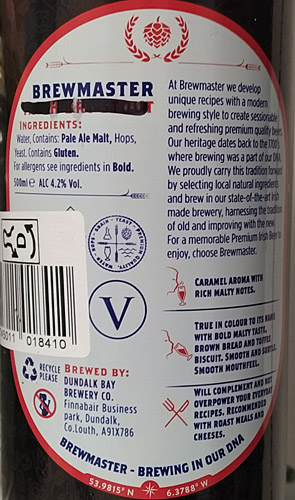 BREWMASTER
INGREDIENTS:
Water, Contains: Pale Ale Malt, Hops,
Yeast. Contains Gluten.
For allergens see ingredients in Bold.
500ml e ALC 4.2% Vol.
GRAIN - YEAST - PREMIUM QUALITY - WATER - HOPS
V
018410
RECYCLE
PLEASE
BREWED BY:
DUNDALK BAY
BREWERY CO.
Finnabair Business
park, Dundalk,
Co.Louth, A91X786
At Brewmaster we develop
unique recipes with a modern
brewing style to create sessionable
and refreshing premium quality beers.
Our heritage dates back to the 1700's
where brewing was a part of our DNA.
We proudly carry this tradition forward
by selecting local natural ingredients
and brew in our state-of-the-art Irish
made brewery, harnessing the tradition
of old and improving with the new.
For a memorable Premium Irish Beer to
enjoy, choose Brewmaster.
CARAMEL AROMA WITH
RICH MALTY NOTES.
TRUE IN COLOUR TO ITS NAME
WITH BOLD MALTY TASTE,
BROWN BREAD AND TOFFEE
BISCUIT. SMOOTH AND SUBTLE.
SMOOTH MOUTHFEEL.
WILL COMPLEMENT AND NOT
OVERPOWER YOUR EVERYDAY
RECIPES. RECOMMENDED
WITH ROAST MEALS AND
CHEESES.
BREWMASTER - BREWING IN OUR DNA
53.9815° N 6.3788° W